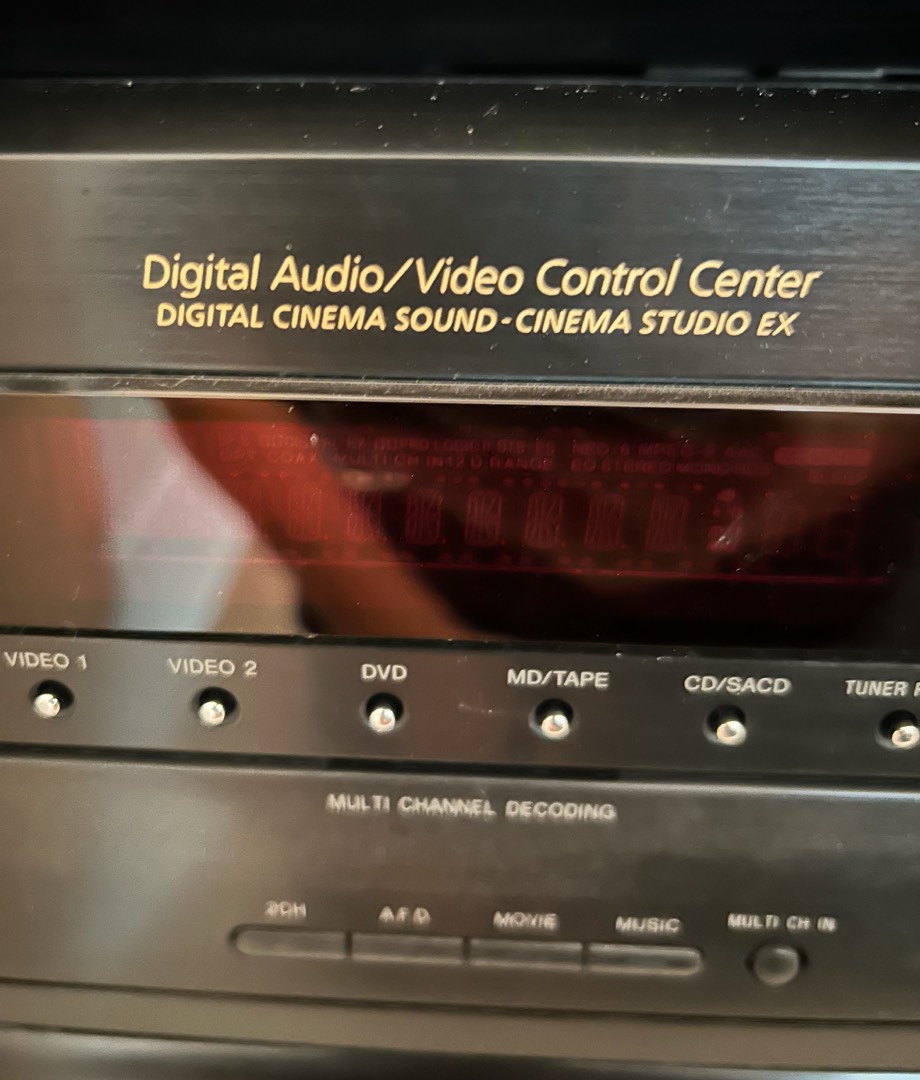 Digital Audio/Video Control Center
DIGITAL CINEMA SOUND-CINEMA STUDIO EX
VIDEO 1 VIDEO 2 DVD MD/TAPE CD/SACD TUNER
MULTI CHANNEL DECODING
2CH A.F.D. MOVIE MUSIC MULTI CH IN